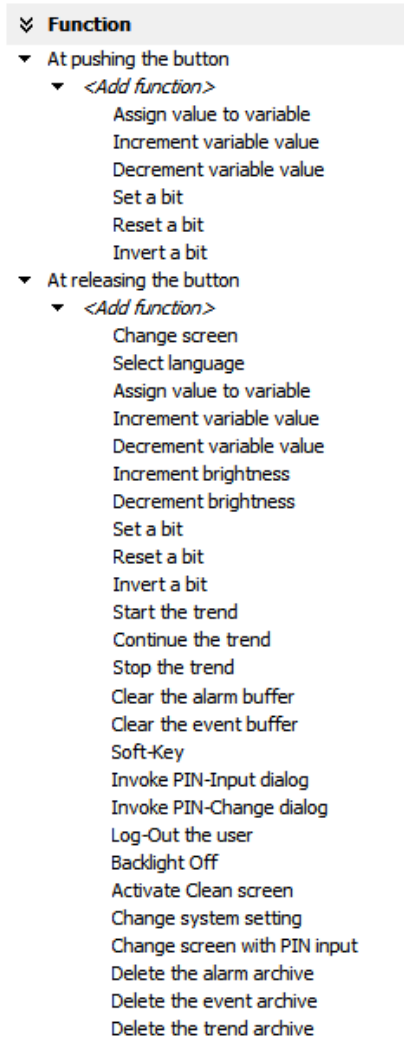 Function
At pushing the button
<Add function>
Assign value to variable
Increment variable value
Decrement variable value
Set a bit
Reset a bit
Invert a bit
At releasing the button
<Add function>
Change screen
Select language
Assign value to variable
Increment variable value
Decrement variable value
Increment brightness
Decrement brightness
Set a bit
Reset a bit
Invert a bit
Start the trend
Continue the trend
Stop the trend
Clear the alarm buffer
Clear the event buffer
Soft-Key
Invoke PIN-Input dialog
Invoke PIN-Change dialog
Log-Out the user
Backlight Off
Activate Clean screen
Change system setting
Change screen with PIN input
Delete the alarm archive
Delete the event archive
Delete the trend archive